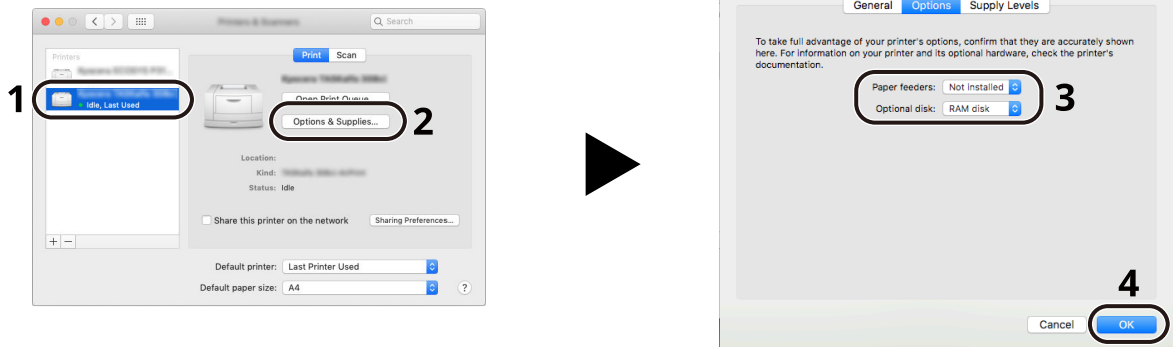 Search
Printers
Print Scan
Open Print Queue...
1
Idle, Last Used
Options & Supplies...
2
Location:
Kind:
Status: Idle
Share this printer on the network
Sharing Preferences...
+ −
Default printer: Last Printer Used
Default paper size: A4
?
General Options Supply Levels
To take full advantage of your printer's options, confirm that they are accurately shown
here. For information on your printer and its optional hardware, check the printer's
documentation.
Paper feeders: Not installed
Optional disk: RAM disk
3
4
Cancel OK